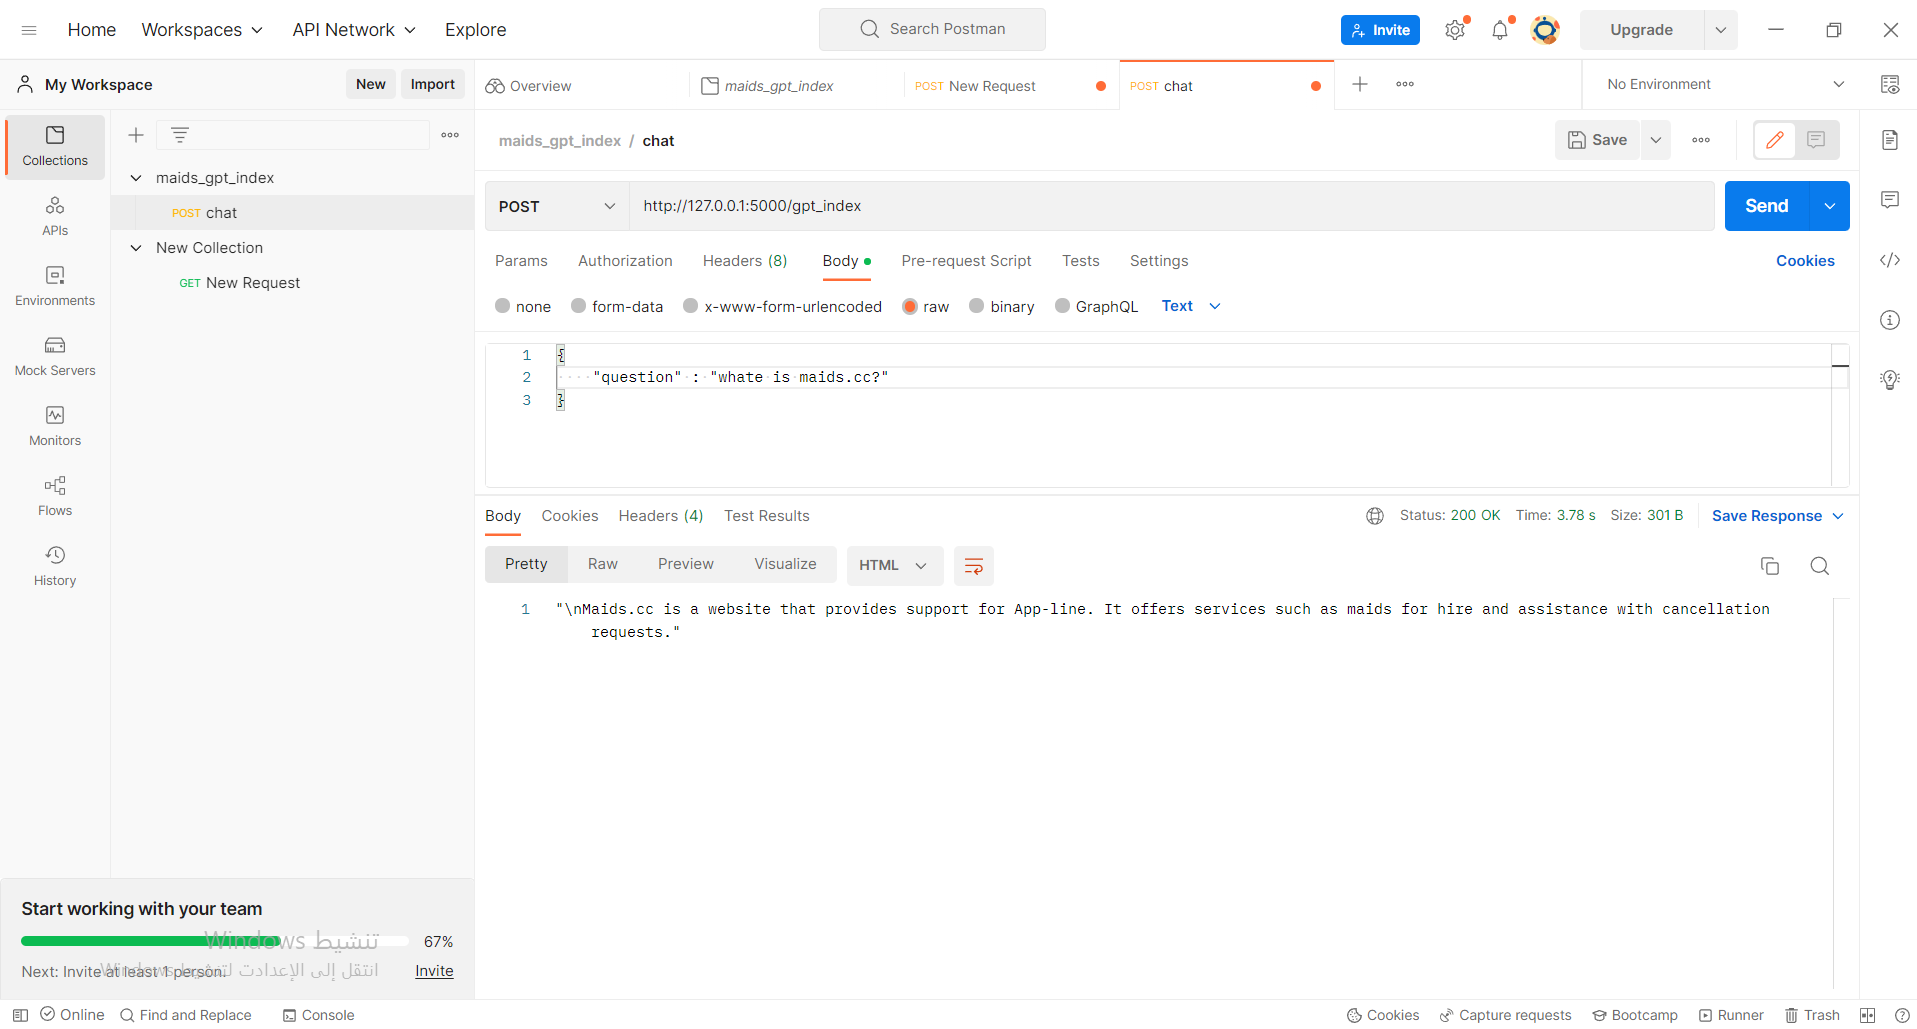 Home Workspaces API Network Explore Search Postman Invite Upgrade
My Workspace New Import Overview maids_gpt_index POST New Request POST chat No Environment
Collections
APIs
Environments
Mock Servers
Monitors
Flows
History
maids_gpt_index
POST chat
New Collection
GET New Request
maids_gpt_index / chat Save
POST http://127.0.0.1:5000/gpt_index Send
Params Authorization Headers (8) Body Pre-request Script Tests Settings Cookies
none form-data x-www-form-urlencoded raw binary GraphQL Text
1 {
2 "question" : "whate is maids.cc?"
3 }
Body Cookies Headers (4) Test Results Status: 200 OK Time: 3.78 s Size: 301 B Save Response
Pretty Raw Preview Visualize HTML
1 "\nMaids.cc is a website that provides support for App-line. It offers services such as maids for hire and assistance with cancellation
requests."
Start working with your team
67%
Next: Invite at least 1 person. Invite
تنشيط Windows
انتقل إلى الإعدادت لتنشيط Windows
Online Find and Replace Console Cookies Capture requests Bootcamp Runner Trash